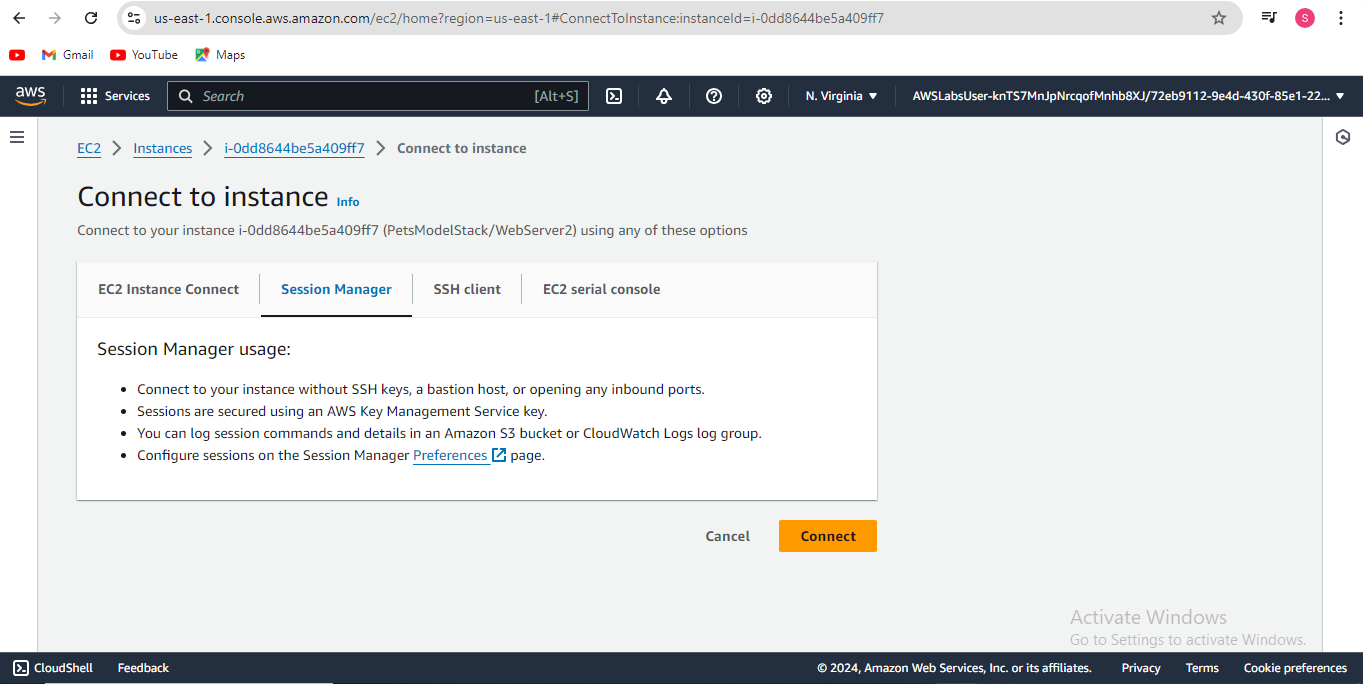 us-east-1.console.aws.amazon.com/ec2/home?region=us-east-1#ConnectToInstance:instanceId=i-0dd8644be5a409ff7
S
Gmail YouTube Maps
aws Services Search [Alt+S] N. Virginia AWSLabsUser-knTS7MnJpNrcqofMnhb8XJ/72eb9112-9e4d-430f-85e1-22...
EC2 Instances i-0dd8644be5a409ff7 Connect to instance
Connect to instance Info
Connect to your instance i-0dd8644be5a409ff7 (PetsModelStack/WebServer2) using any of these options
EC2 Instance Connect Session Manager SSH client EC2 serial console
Session Manager usage:
• Connect to your instance without SSH keys, a bastion host, or opening any inbound ports.
• Sessions are secured using an AWS Key Management Service key.
• You can log session commands and details in an Amazon S3 bucket or CloudWatch Logs log group.
• Configure sessions on the Session Manager Preferences page.
Cancel Connect
Activate Windows
Go to Settings to activate Windows.
CloudShell Feedback © 2024, Amazon Web Services, Inc. or its affiliates. Privacy Terms Cookie preferences